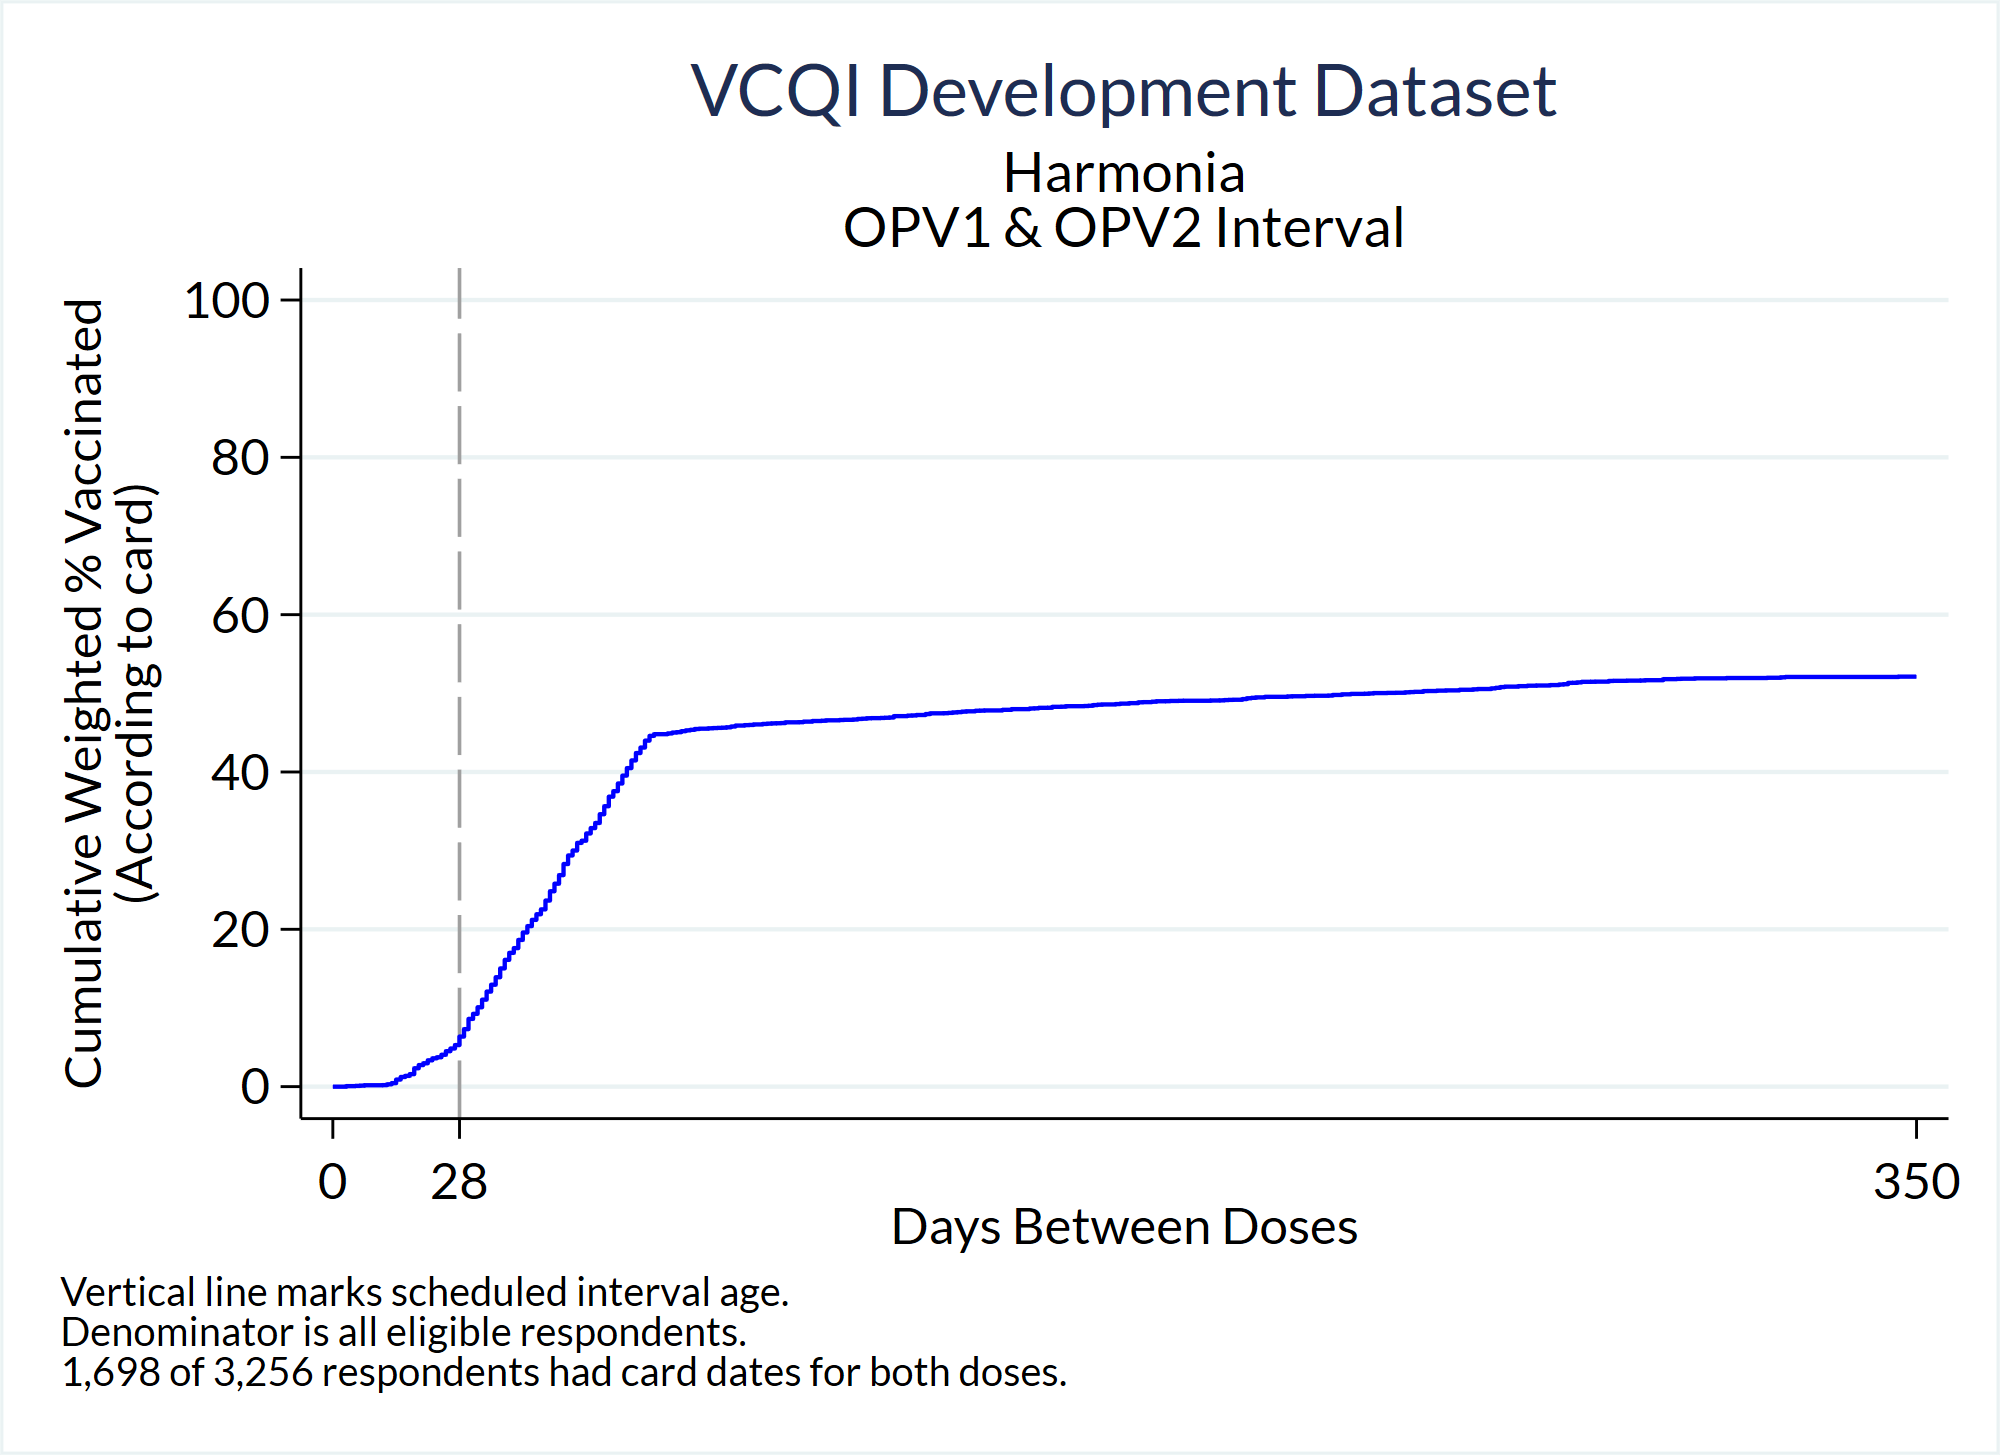 VCQI Development Dataset
Harmonia
OPV1 & OPV2 Interval
Cumulative Weighted % Vaccinated
(According to card)
100
80
60
40
20
0
0
28
350
Days Between Doses
Vertical line marks scheduled interval age.
Denominator is all eligible respondents.
1,698 of 3,256 respondents had card dates for both doses.